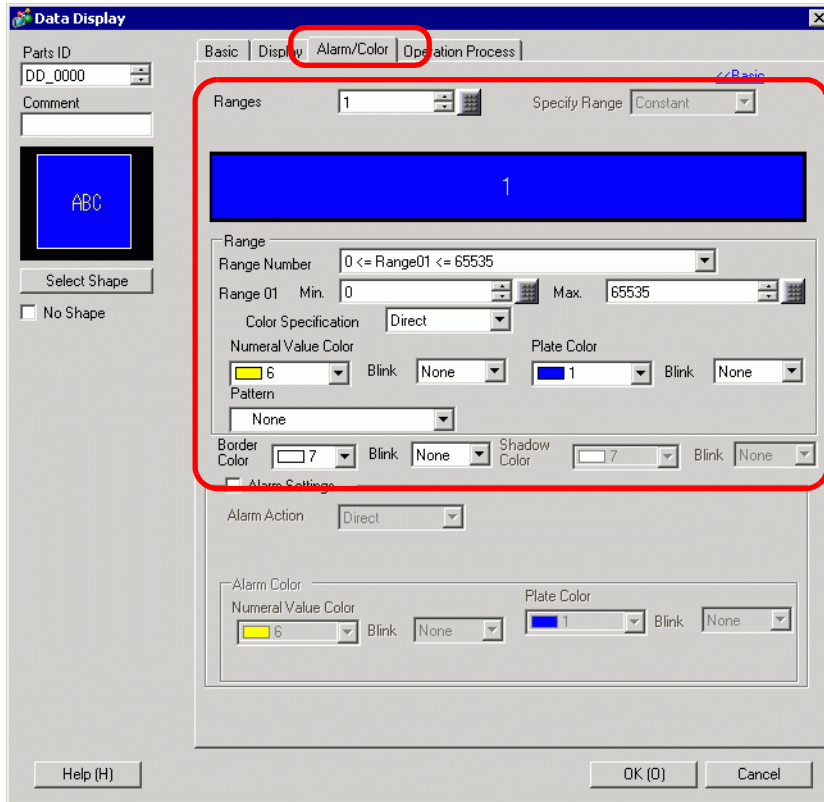 Data Display
Parts ID
DD_0000
Comment
ABC
Select Shape
No Shape
Basic Display Alarm/Color Operation Process
<<Basic
Ranges 1 Specify Range Constant
1
Range
Range Number 0 <= Range01 <= 65535
Range 01 Min. 0 Max. 65535
Color Specification Direct
Numeral Value Color Plate Color
6 Blink None 1 Blink None
Pattern
None
Border Color 7 Blink None Shadow Color 7 Blink None
Alarm Settings
Alarm Action Direct
Alarm Color
Numeral Value Color Plate Color
6 Blink None 1 Blink None
Help (H) OK (O) Cancel